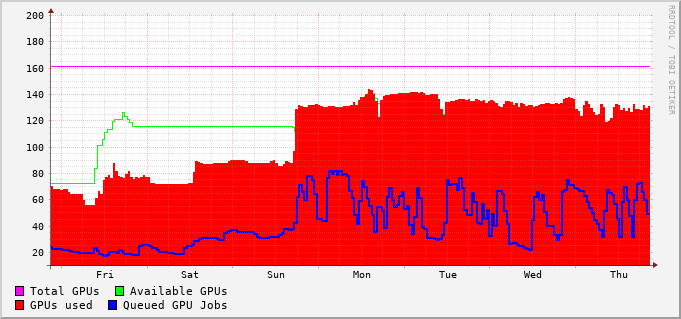 200
180
160
140
120
100
80
60
40
20
Fri Sat Sun Mon Tue Wed Thu
Total GPUs Available GPUs
GPUs used Queued GPU Jobs
RRDTOOL / TOBI OETIKER